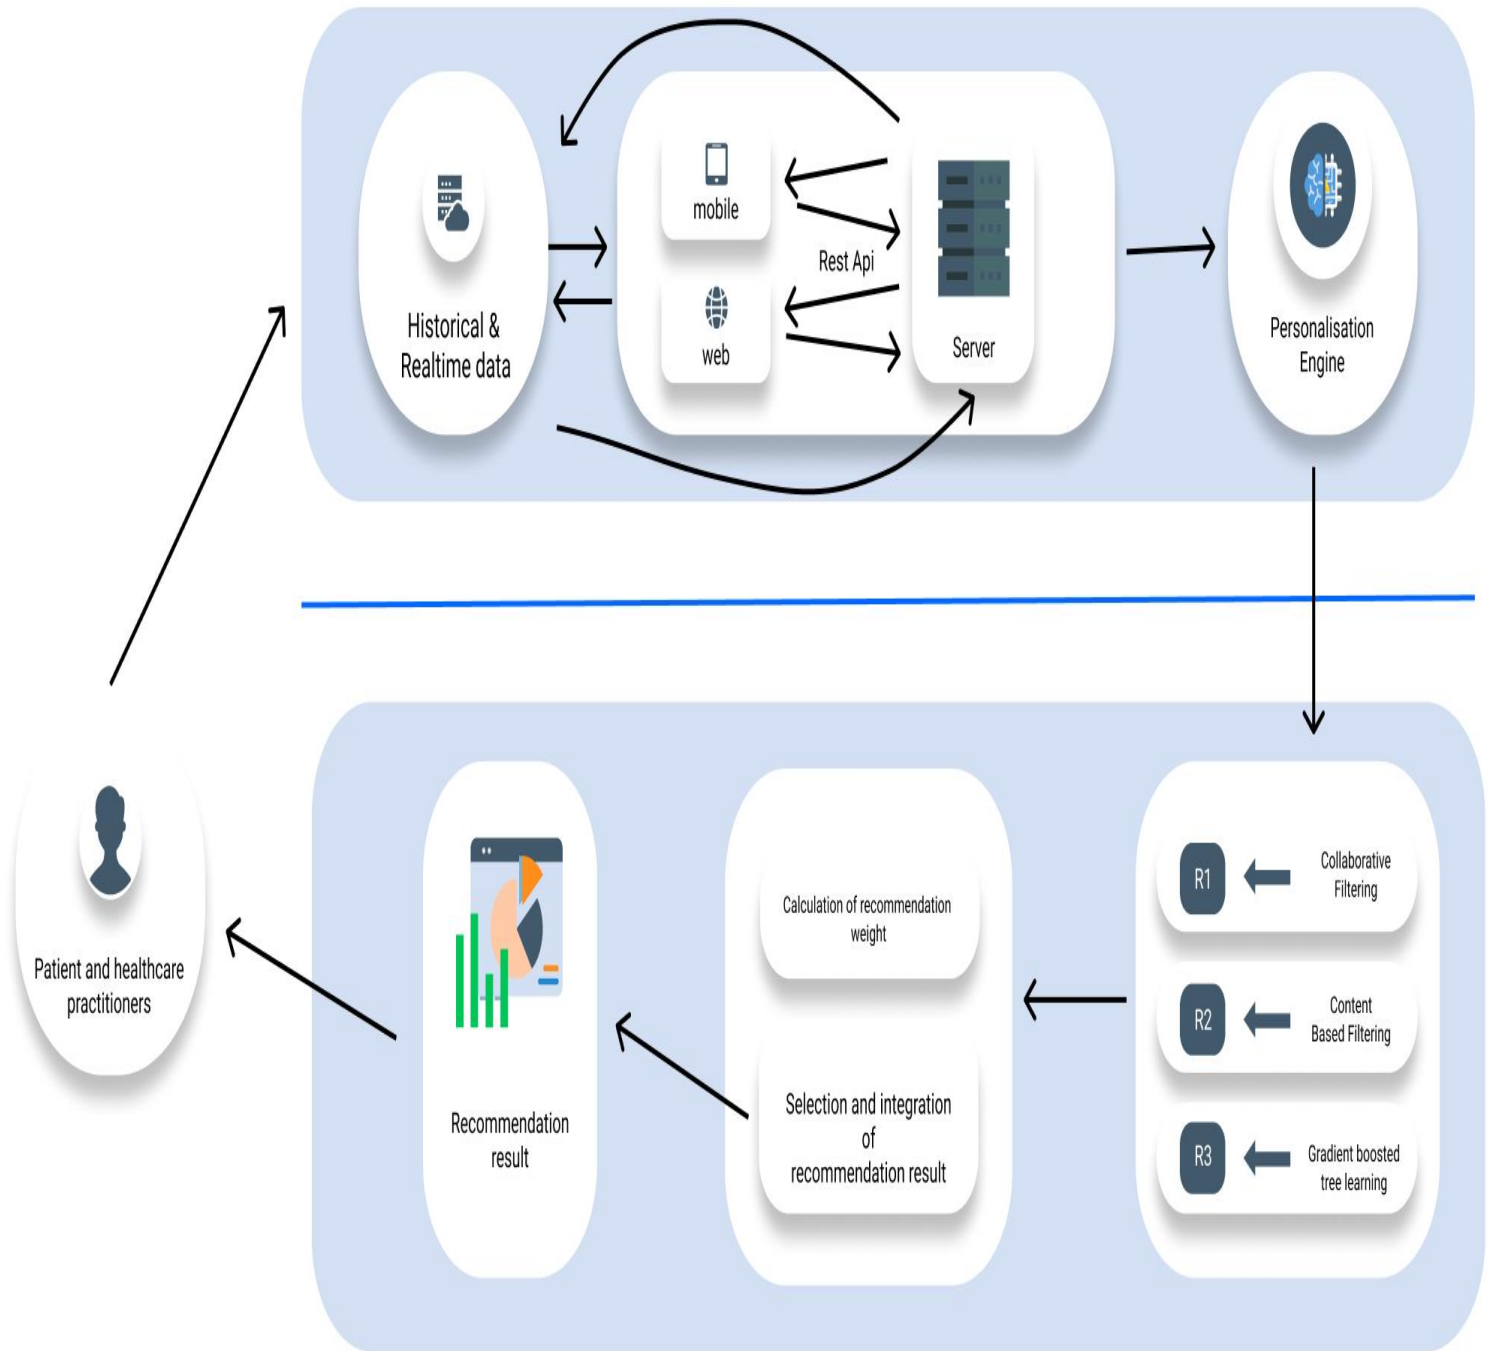 mobile
Rest Api
web
Server
Historical &
Realtime data
Personalisation
Engine
Patient and healthcare
practitioners
Recommendation
result
Calculation of recommendation
weight
Selection and integration
of
recommendation result
R1
Collaborative
Filtering
R2
Content
Based Filtering
R3
Gradient boosted
tree learning